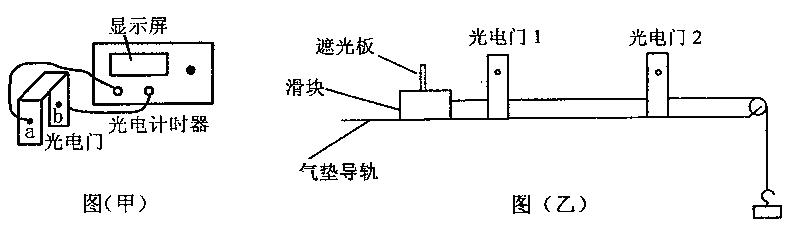 显示屏
a
b
光电门
光电计时器
图(甲)
遮光板
光电门1
光电门2
滑块
气垫导轨
图(乙)